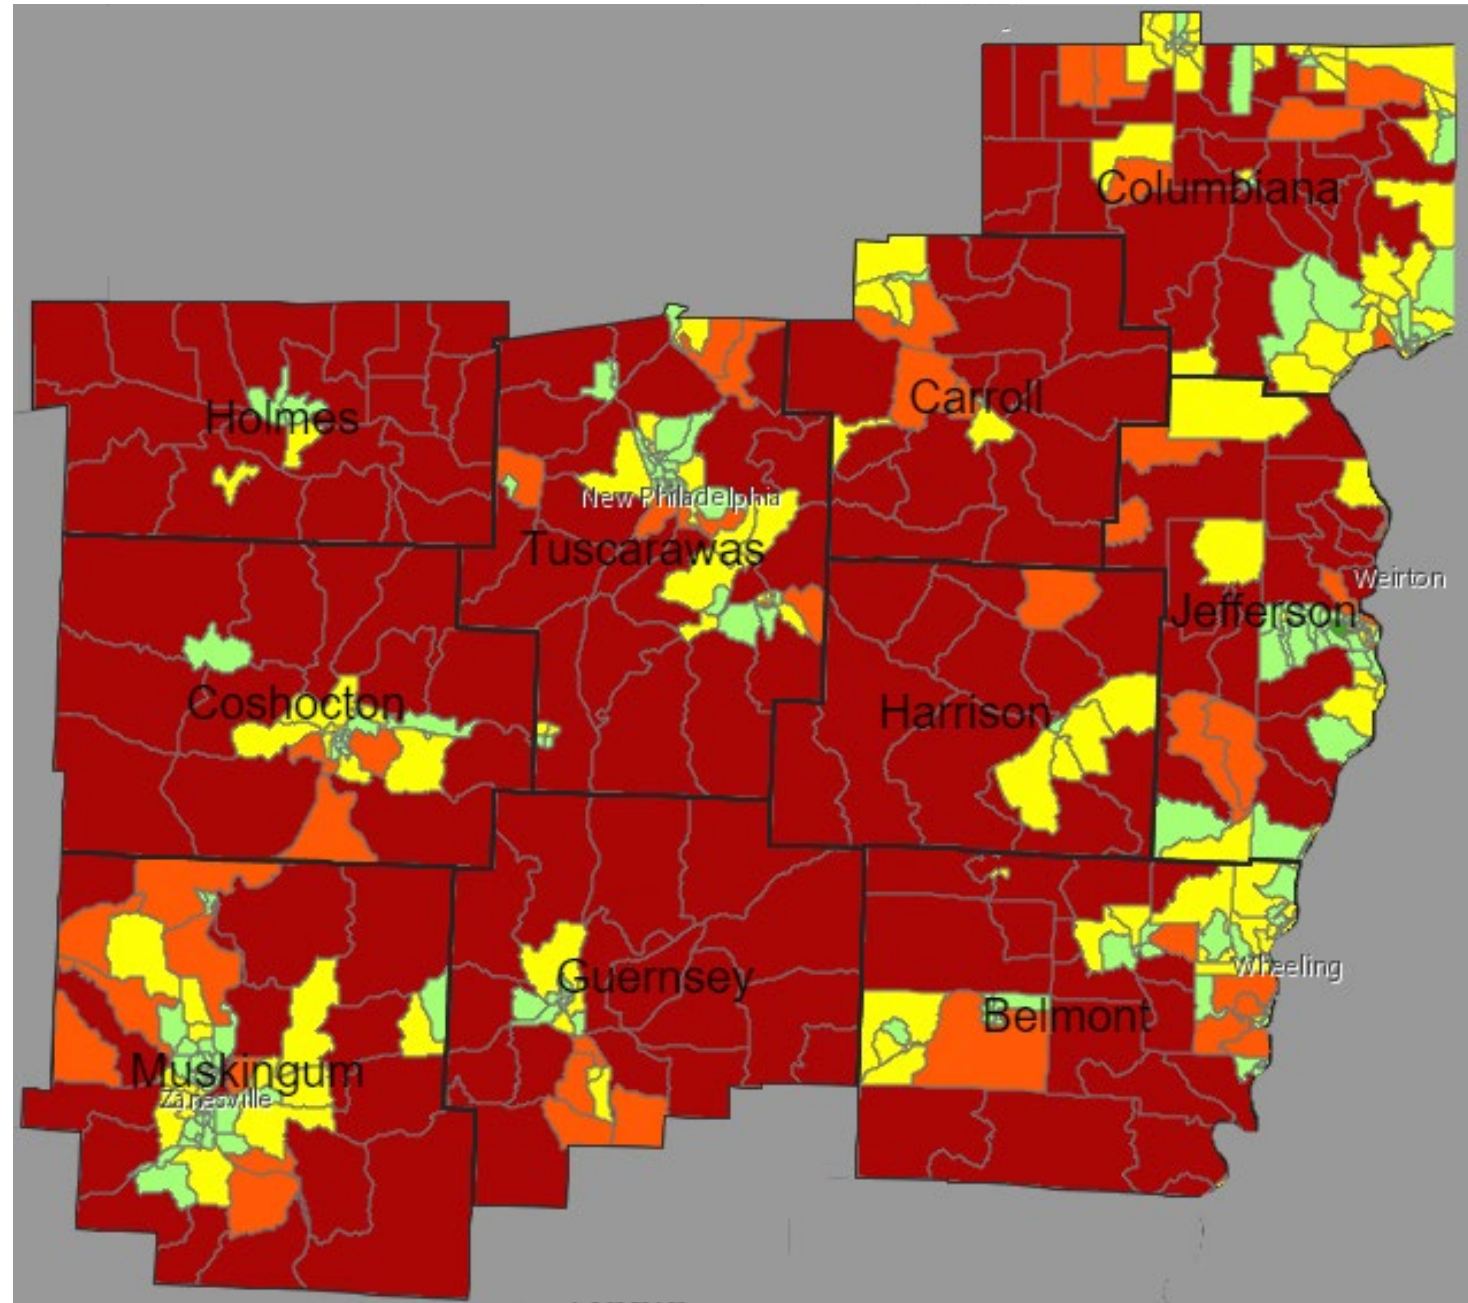 Columbiana
Carroll
Holmes
New Philadelphia
Tuscarawas
Weirton
Jefferson
Coshocton
Harrison
Wheeling
Guernsey
Belmont
Muskingum
Zanesville